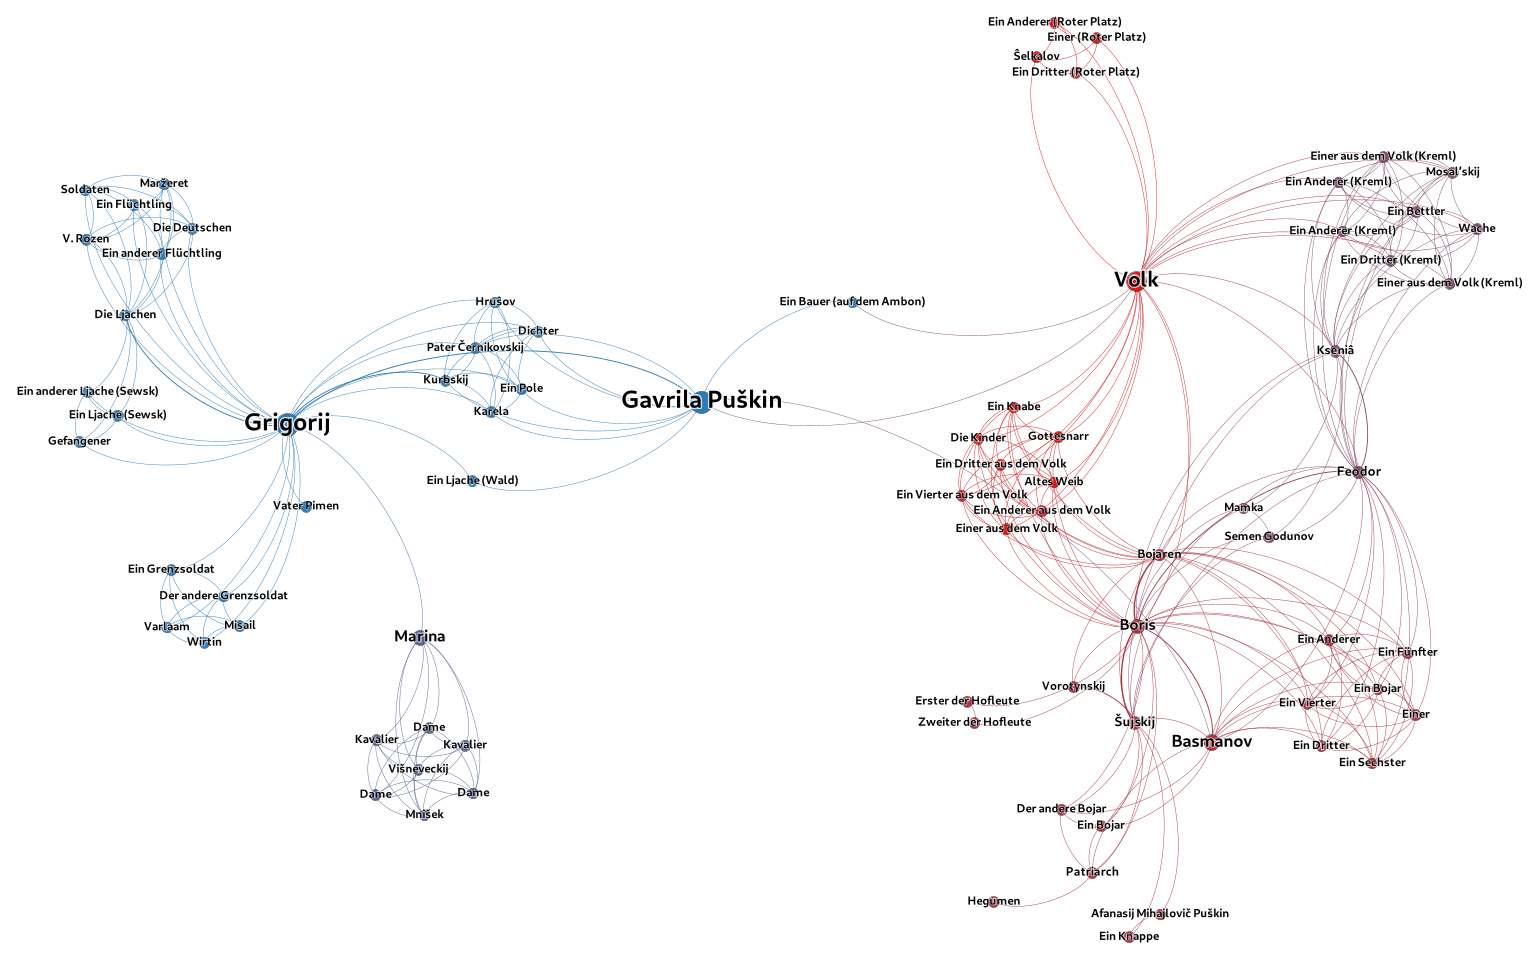 Ein Anderer (Roter Platz)
Einer (Roter Platz)
Ŝelkalov
Ein Dritter (Roter Platz)
Einer aus dem Volk (Kreml)
Mosal’skij
Ein Anderer (Kreml)
Ein Bettler
Wache
Ein Anderer (Kreml)
Ein Dritter (Kreml)
Einer aus dem Volk (Kreml)
Kseniâ
Volk
Soldaten
Maržeret
Ein Flüchtling
Die Deutschen
V. Rozen
Ein anderer Flüchtling
Die Ljachen
Hrušov
Dichter
Pater Černikovskij
Kurbskij
Ein Pole
Karela
Ein Bauer (auf dem Ambon)
Gavrila Puškin
Ein anderer Ljache (Sewsk)
Ein Ljache (Sewsk)
Gefangener
Grigorij
Ein Ljache (Wald)
Vater Pimen
Ein Knabe
Die Kinder
Gottesnarr
Ein Dritter aus dem Volk
Altes Weib
Ein Vierter aus dem Volk
Ein Anderer aus dem Volk
Einer aus dem Volk
Feodor
Mamka
Semen Godunov
Bojaren
Ein Grenzsoldat
Der andere Grenzsoldat
Varlaam
Misail
Wirtin
Marina
Boris
Ein Anderer
Ein Fünfter
Ein Bojar
Ein Vierter
Einer
Ein Dritter
Ein Sechster
Vorotynskij
Erster der Hofleute
Zweiter der Hofleute
Šujskij
Basmanov
Dame
Kavalier
Kavalier
Višneveckij
Dame
Dame
Mnišek
Der andere Bojar
Ein Bojar
Patriarch
Hegumen
Afanasij Mihajlovič Puškin
Ein Knappe